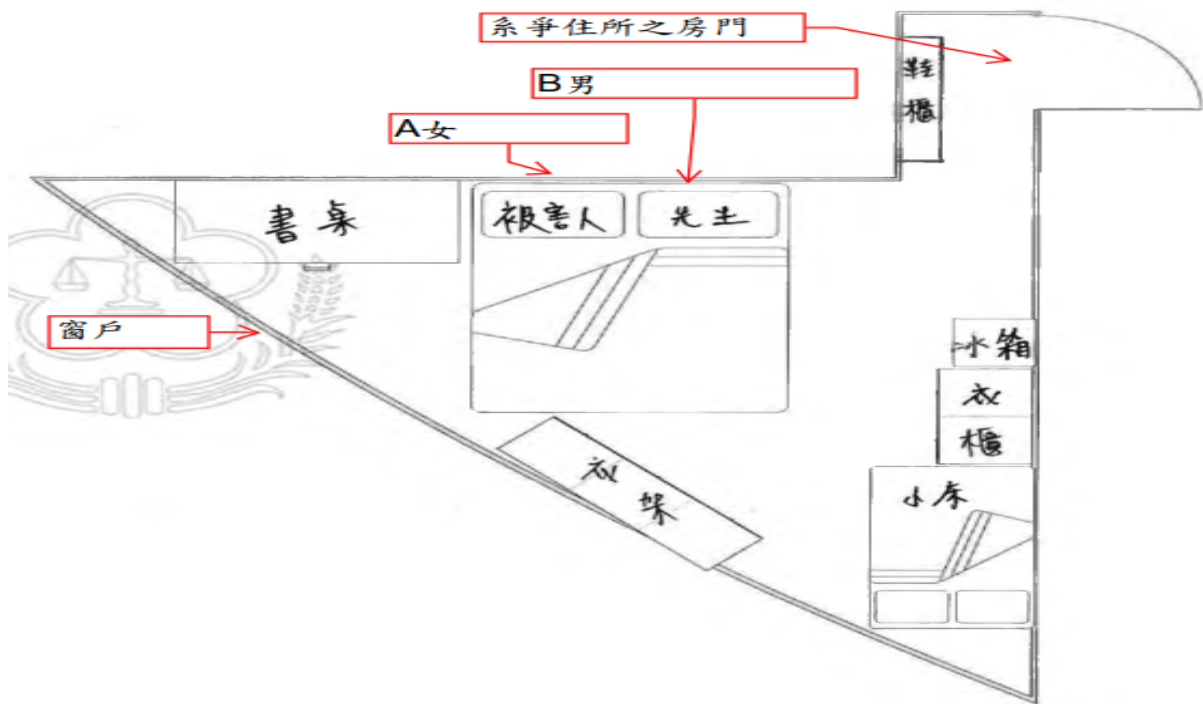 系爭住所之房門
B男
A女
鞋櫃
書桌
被害人
先生
窗戶
冰箱
衣櫃
衣架
小床